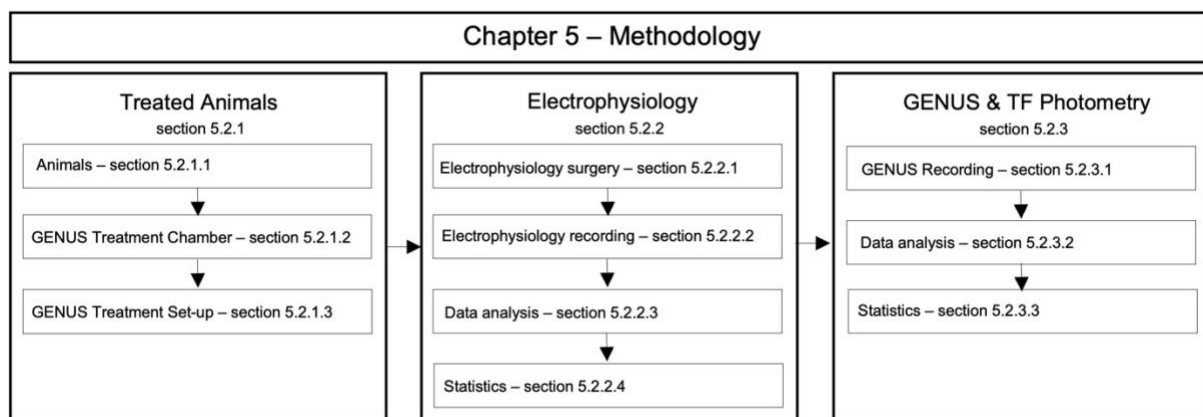 Chapter 5 – Methodology
Treated Animals
section 5.2.1
Animals – section 5.2.1.1
GENUS Treatment Chamber – section 5.2.1.2
GENUS Treatment Set-up – section 5.2.1.3
Electrophysiology
section 5.2.2
Electrophysiology surgery – section 5.2.2.1
Electrophysiology recording – section 5.2.2.2
Data analysis – section 5.2.2.3
Statistics – section 5.2.2.4
GENUS & TF Photometry
section 5.2.3
GENUS Recording – section 5.2.3.1
Data analysis – section 5.2.3.2
Statistics – section 5.2.3.3